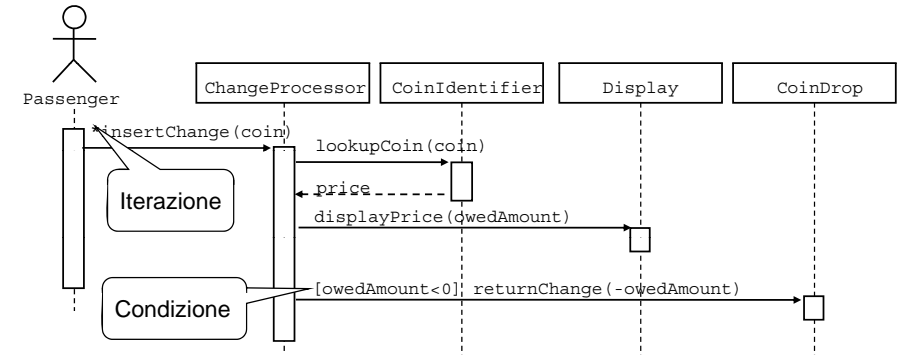 Passenger
ChangeProcessor
CoinIdentifier
Display
CoinDrop
*insertChange(coin)
lookupCoin(coin)
price
Iterazione
displayPrice(owedAmount)
[owedAmount<0] returnChange(-owedAmount)
Condizione